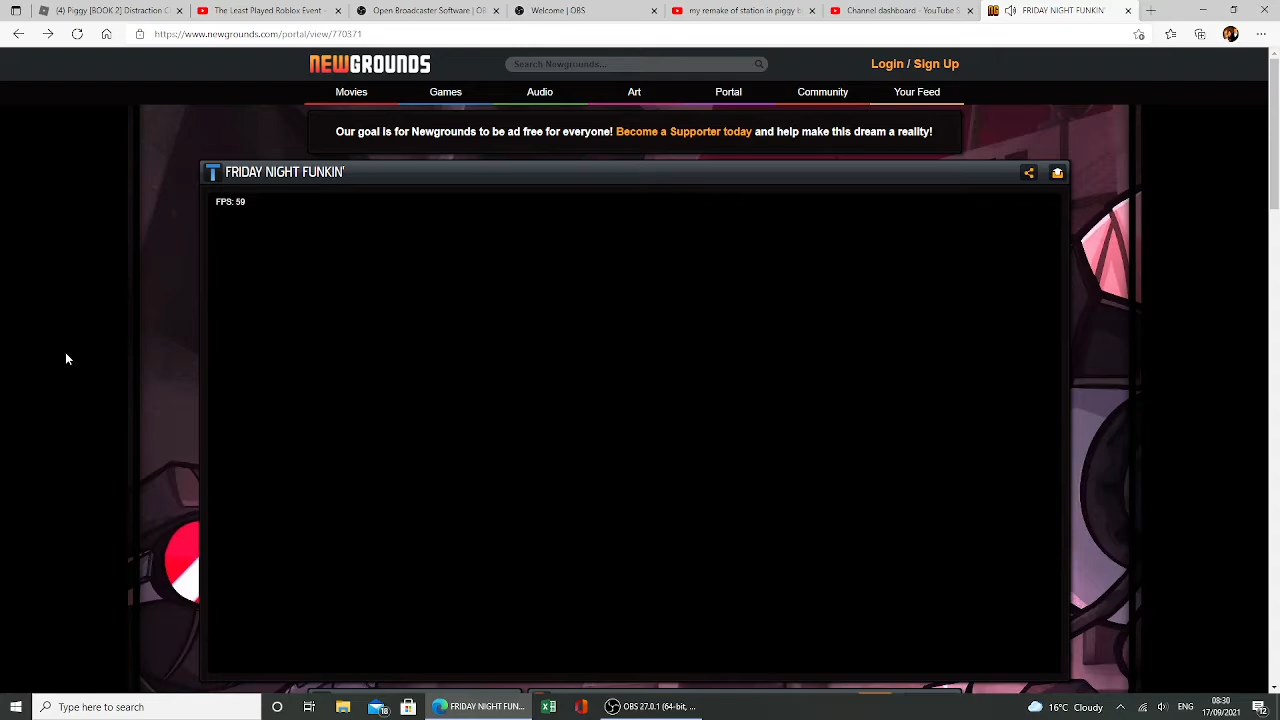 (4) Piggy [BOOK 2] Distraction C
The Last Played Roblox Event -
Open Broadcaster Software | OB
Welcome | OBS
my remake of station in piggy b
Channel dashboard - YouTube S
FRIDAY NIGHT FUNKIN'
https://www.newgrounds.com/portal/view/770371
NEWGROUNDS
Search Newgrounds...
Login / Sign Up
Movies
Games
Audio
Art
Portal
Community
Your Feed
Our goal is for Newgrounds to be ad free for everyone! Become a Supporter today and help make this dream a reality!
T FRIDAY NIGHT FUNKIN'
FPS: 59
Type here to search
FRIDAY NIGHT FUN...
OBS 27.0.1 (64-bit, ...
16°C Cloudy
ENG
08:30
17/09/2021